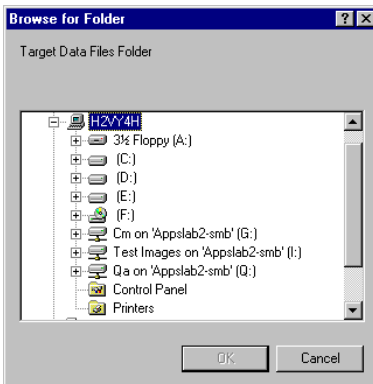 Browse for Folder
Target Data Files Folder
H2VY4H
3½ Floppy (A:)
(C:)
(D:)
(E:)
(F:)
Cm on 'Appslab2-smb' (G:)
Test Images on 'Appslab2-smb' (I:)
Qa on 'Appslab2-smb' (Q:)
Control Panel
Printers
OK Cancel